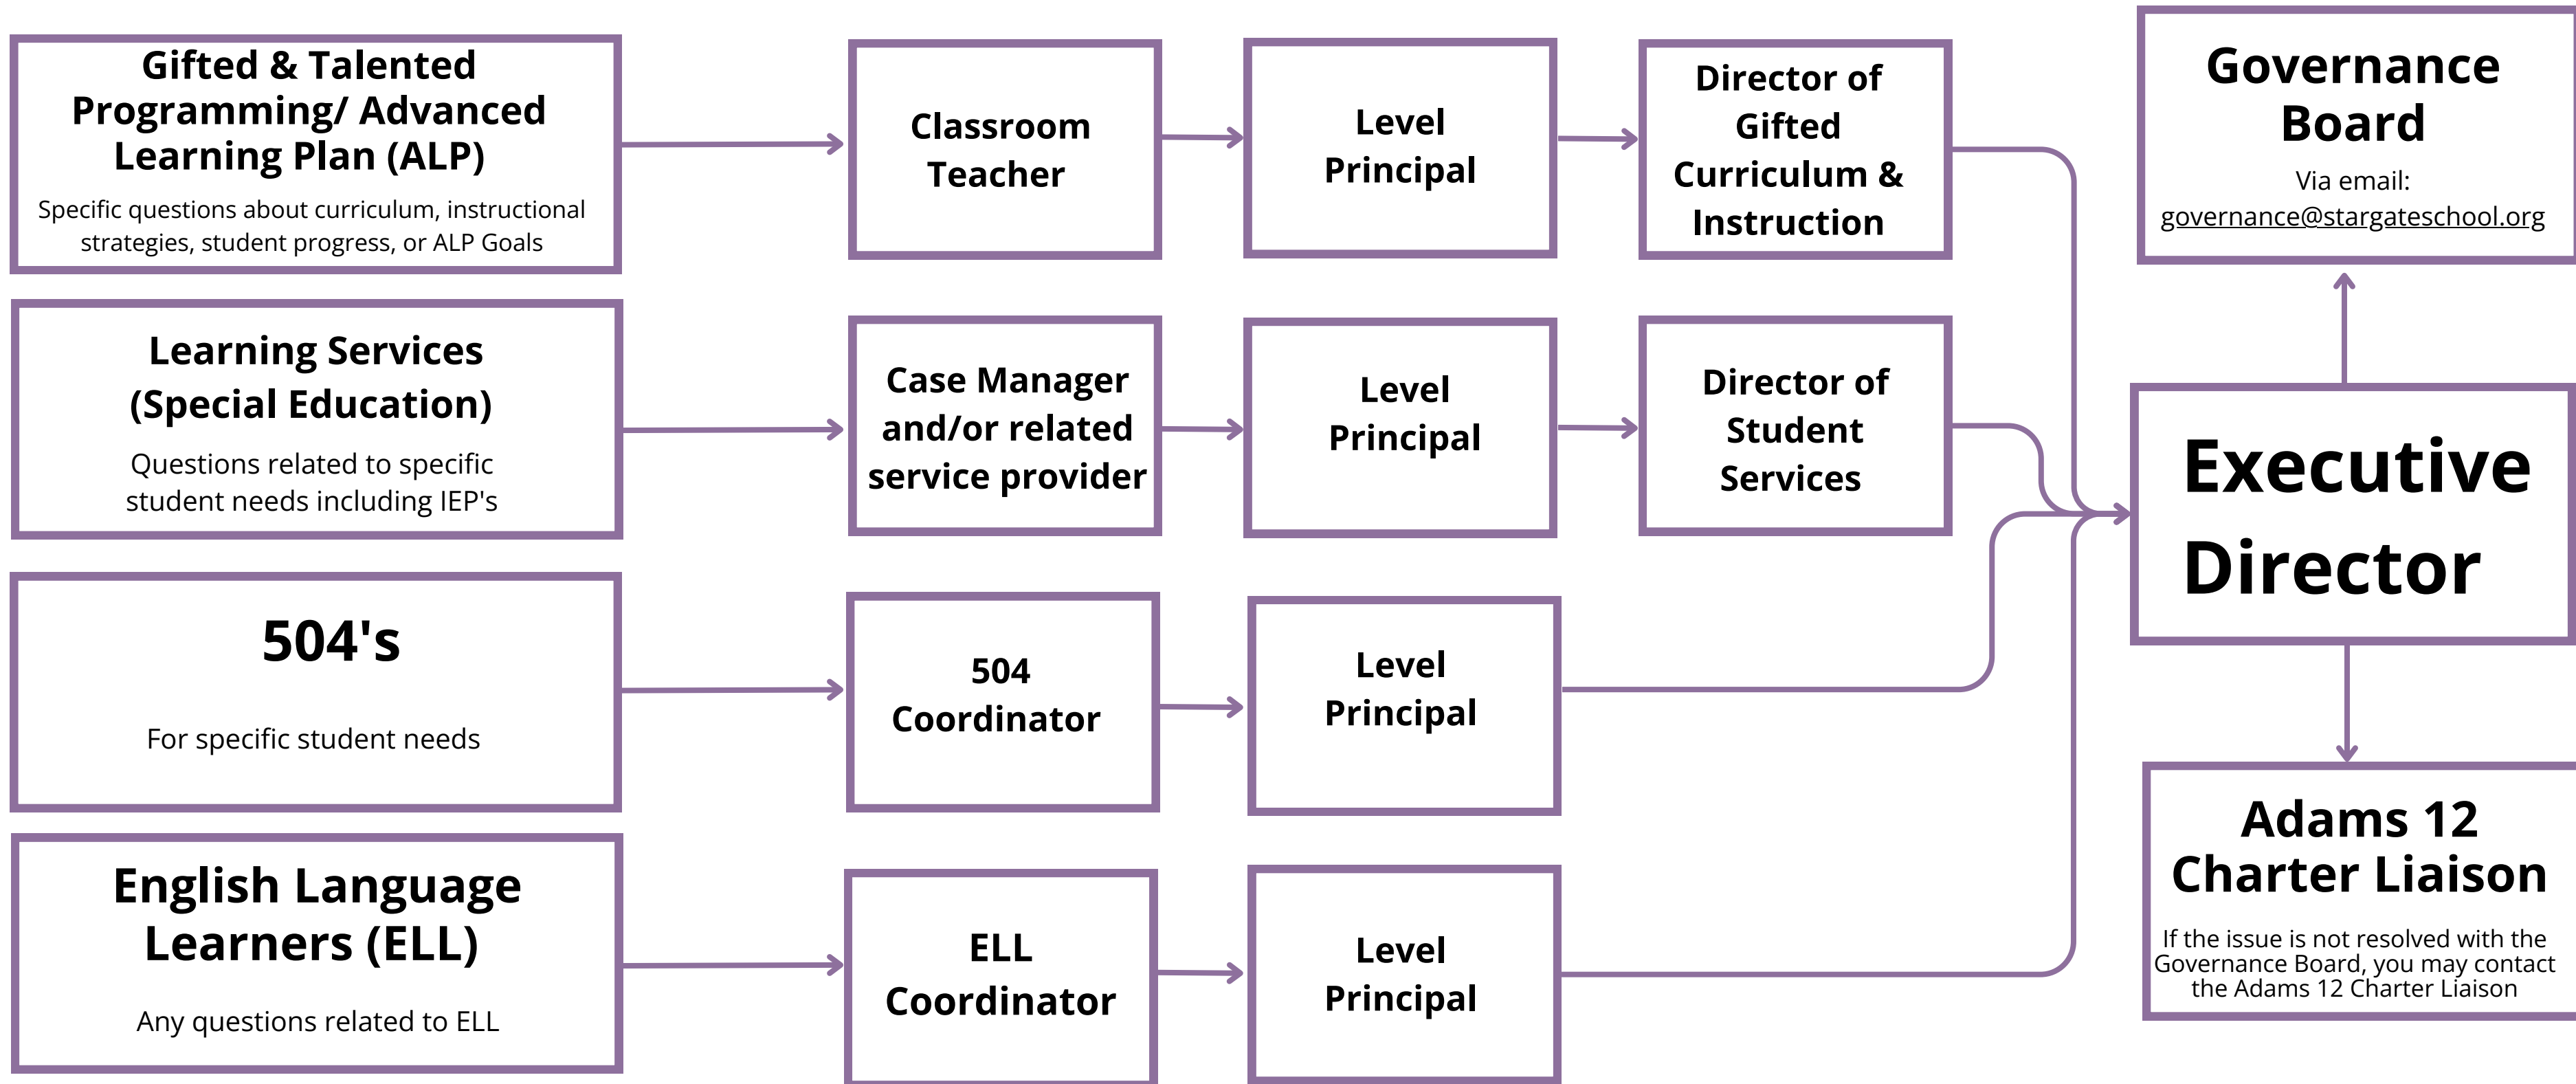 Gifted & Talented
Programming/ Advanced
Learning Plan (ALP)
Specific questions about curriculum, instructional
strategies, student progress, or ALP Goals
Classroom
Teacher
Level
Principal
Director of
Gifted
Curriculum &
Instruction
Governance
Board
Via email:
governance@stargateschool.org
Learning Services
(Special Education)
Questions related to specific
student needs including IEP's
Case Manager
and/or related
service provider
Level
Principal
Director of
Student
Services
Executive
Director
504's
For specific student needs
504
Coordinator
Level
Principal
Adams 12
Charter Liaison
If the issue is not resolved with the
Governance Board, you may contact
the Adams 12 Charter Liaison
English Language
Learners (ELL)
Any questions related to ELL
ELL
Coordinator
Level
Principal